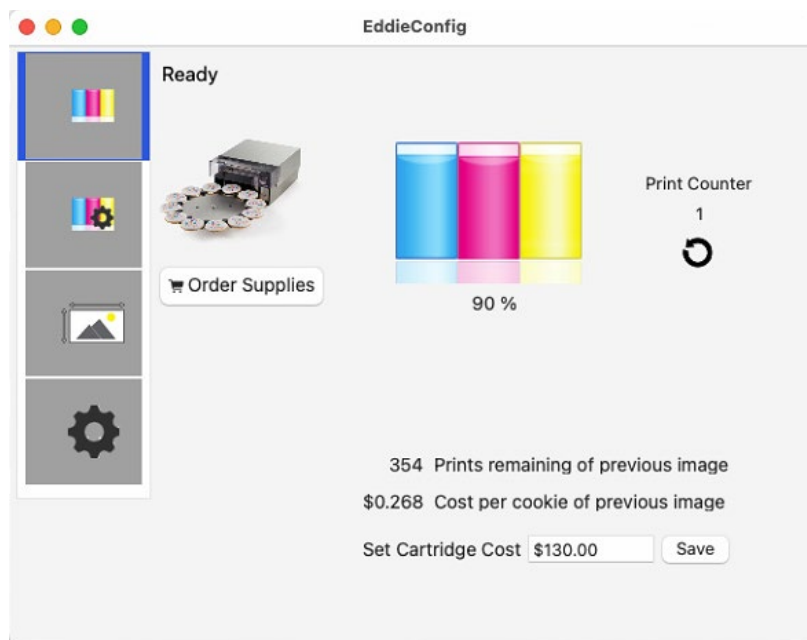 EddieConfig
Ready
Order Supplies
90 %
Print Counter
1
354 Prints remaining of previous image
$0.268 Cost per cookie of previous image
Set Cartridge Cost $130.00 Save